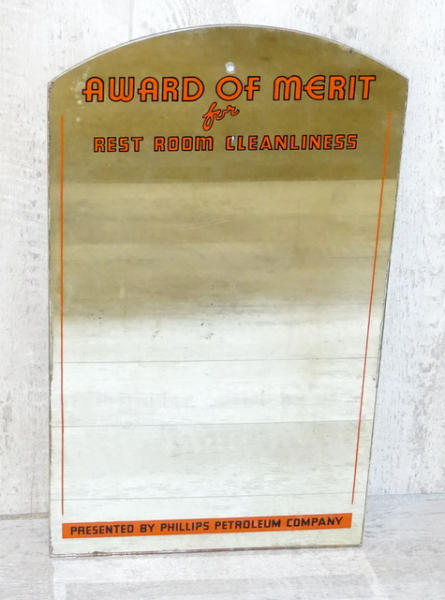 AWARD OF MERIT
for
REST ROOM CLEANLINESS
PRESENTED BY PHILLIPS PETROLEUM COMPANY